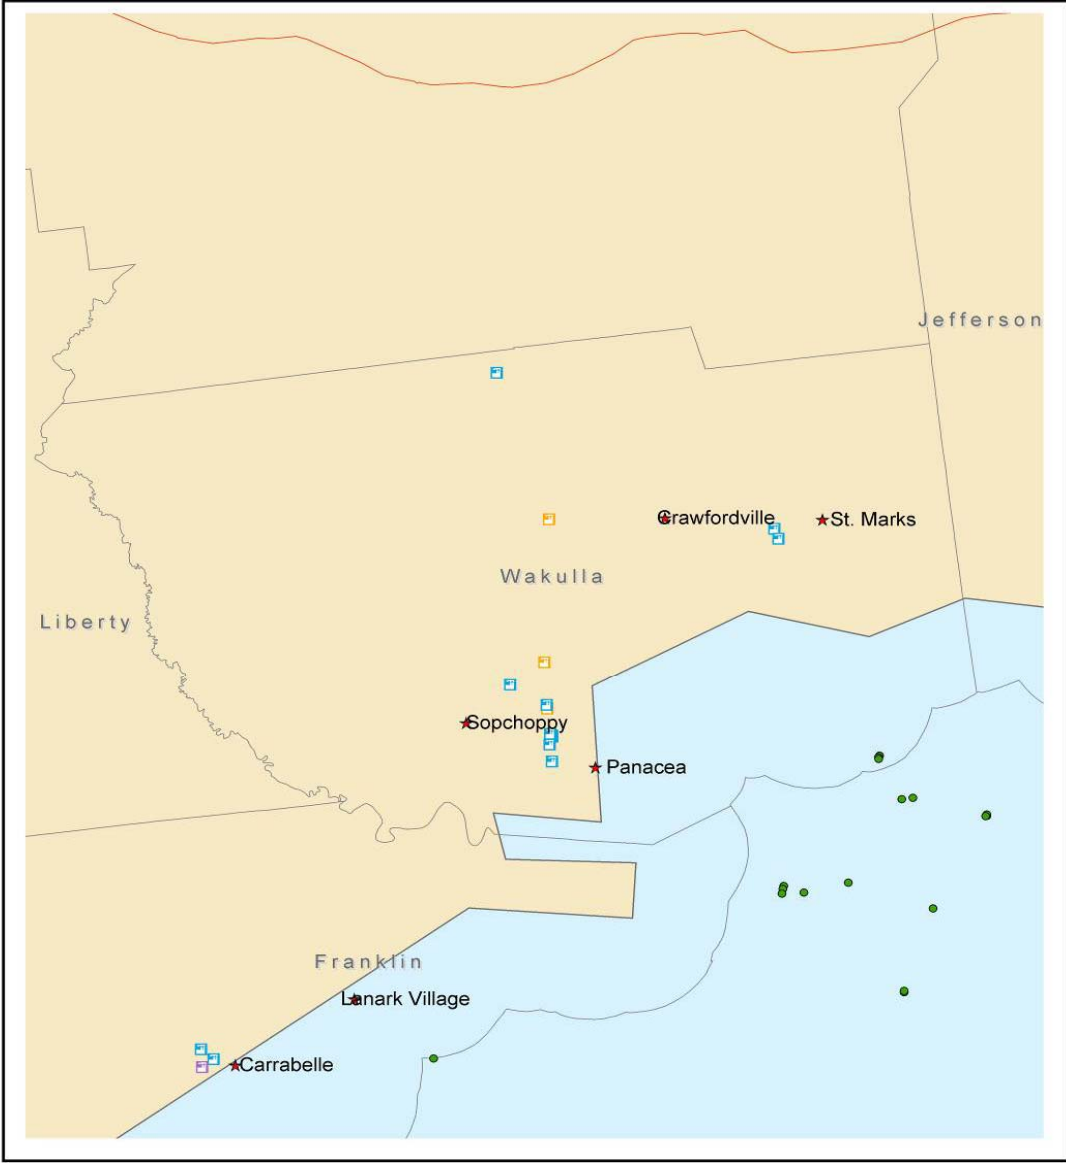 Jefferson
Crawfordville
St. Marks
Wakulla
Liberty
Sopchoppy
Panacea
Franklin
Lanark Village
Carrabelle